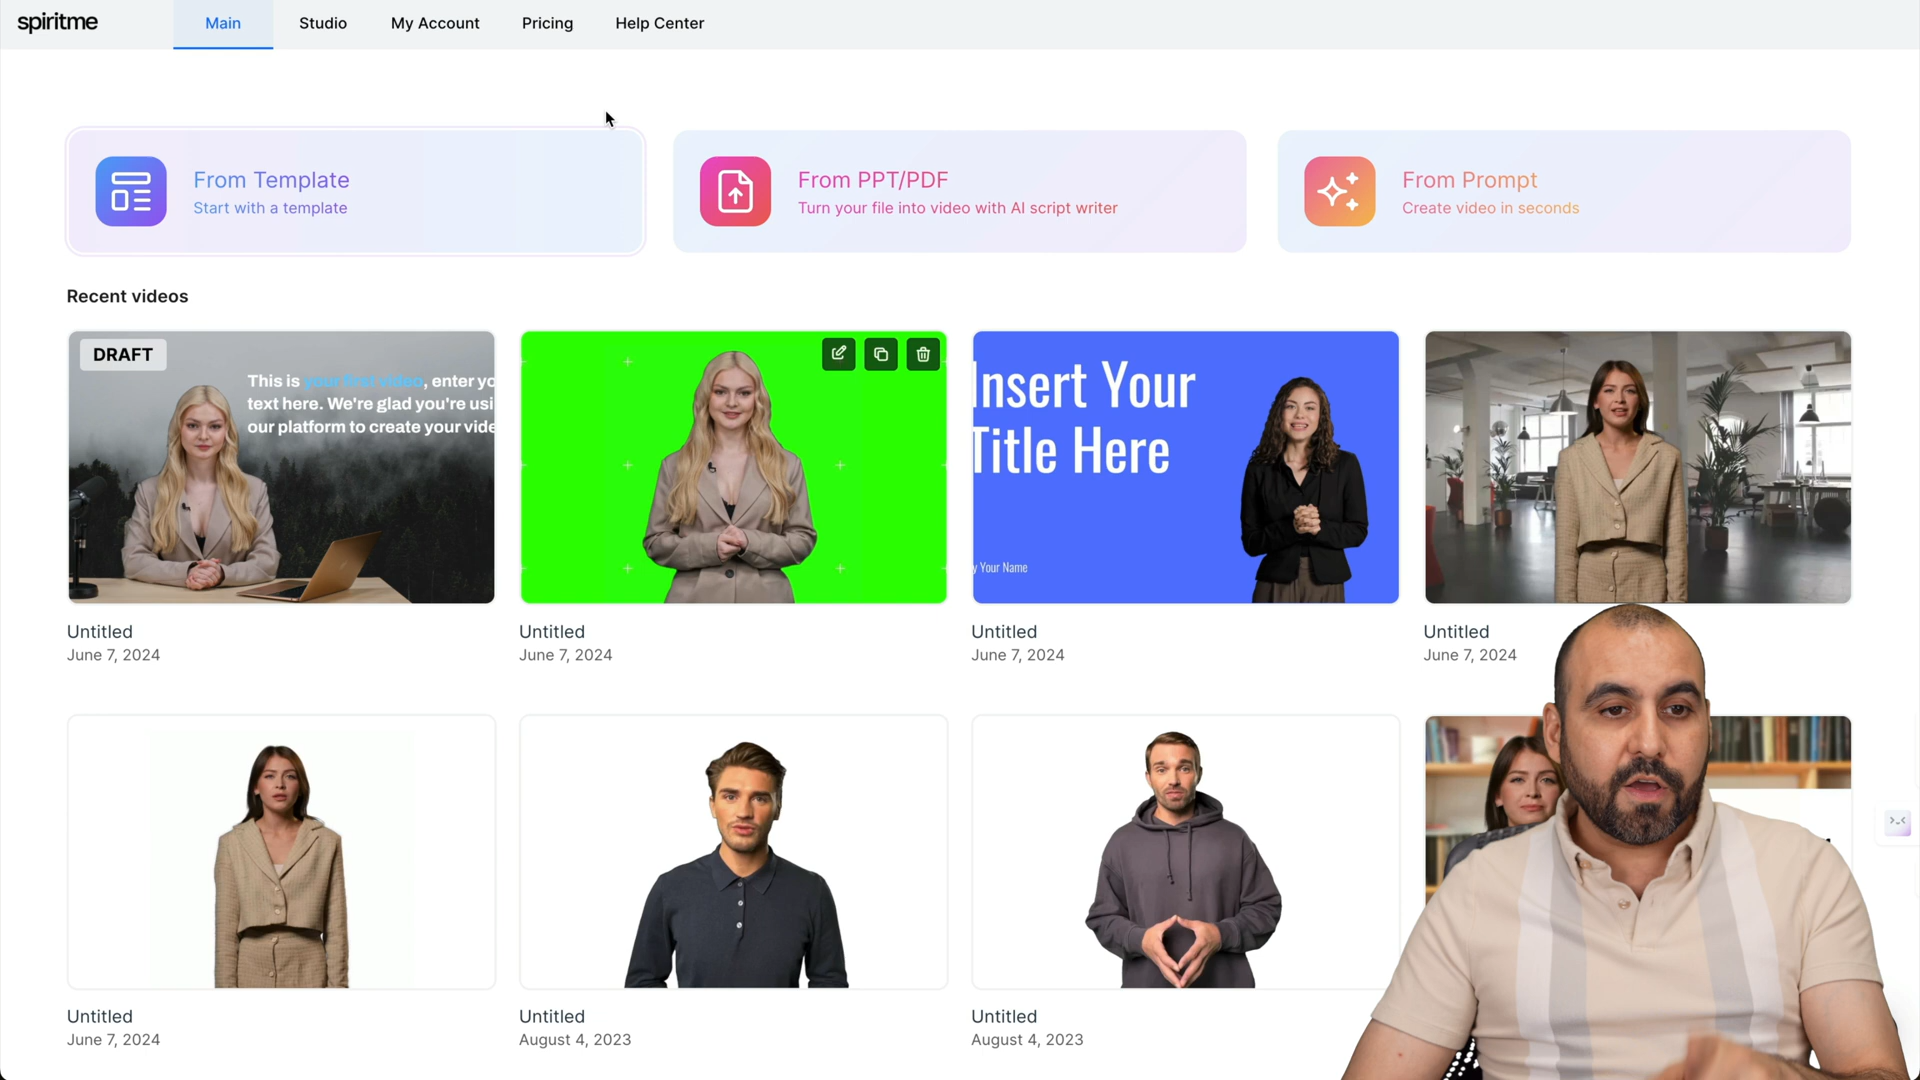 spiritme
Main
Studio
My Account
Pricing
Help Center
From Template
Start with a template
From PPT/PDF
Turn your file into video with AI script writer
From Prompt
Create video in seconds
Recent videos
DRAFT
This is your first video, enter yo
text here. We're glad you're usi
our platform to create your vide
Insert Your
Title Here
y Your Name
Untitled
June 7, 2024
Untitled
June 7, 2024
Untitled
June 7, 2024
Untitled
June 7, 2024
Untitled
June 7, 2024
Untitled
August 4, 2023
Untitled
August 4, 2023